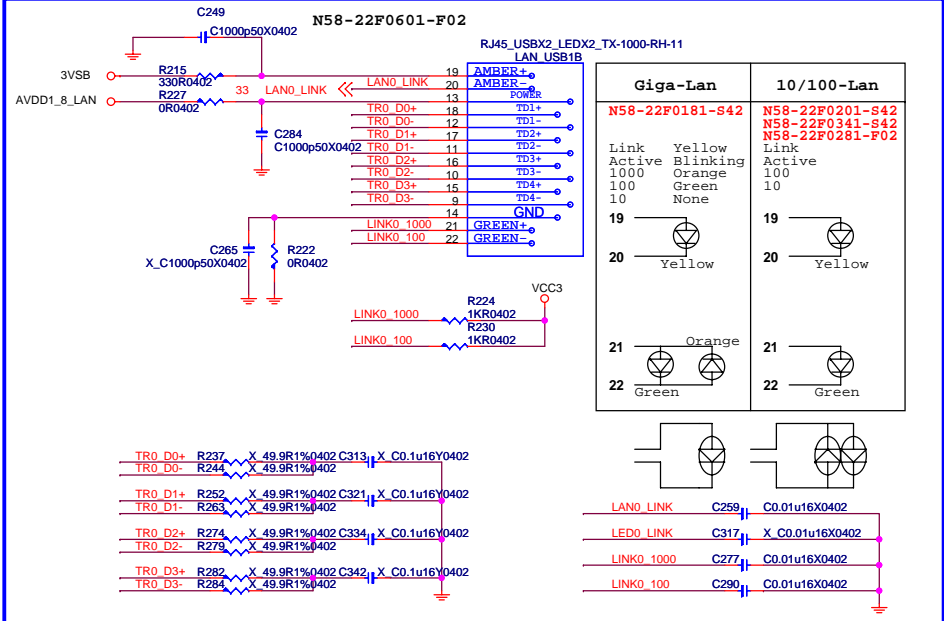 C249
N58-22F0601-F02
C1000p50X0402
RJ45_USBX2_LEDX2_TX-1000-RH-11
LAN_USB1B
3VSB
R215
330R0402
19 AMBER+
33 LAN0_LINK
LAN0_LINK 20 AMBER-
AVDD1_8_LAN
R227
0R0402
13 POWER
TR0_D0+ 18 TD1+
TR0_D0- 12 TD1-
C284
C1000p50X0402
TR0_D1+ 17 TD2+
TR0_D1- 11 TD2-
TR0_D2+ 16 TD3+
TR0_D2- 10 TD3-
TR0_D3+ 15 TD4+
TR0_D3- 9 TD4-
14 GND
LINK0_1000 21 GREEN+
LINK0_100 22 GREEN-
C265
X_C1000p50X0402
R222
0R0402
VCC3
LINK0_1000 R224
1KR0402
LINK0_100 R230
1KR0402
Giga-Lan 10/100-Lan
N58-22F0181-S42 N58-22F0201-S42
N58-22F0341-S42
N58-22F0281-F02
Link Yellow Link
Active Blinking Active
1000 Orange 100
100 Green 10
10 None
19 19
20 20
Yellow Yellow
Orange
21 21
22 22
Green Green
TR0_D0+ R237 X_49.9R1%0402 C313 X_C0.1u16Y0402
TR0_D0- R244 X_49.9R1%0402
TR0_D1+ R252 X_49.9R1%0402 C321 X_C0.1u16Y0402
TR0_D1- R263 X_49.9R1%0402
TR0_D2+ R274 X_49.9R1%0402 C334 X_C0.1u16Y0402
TR0_D2- R279 X_49.9R1%0402
TR0_D3+ R282 X_49.9R1%0402 C342 X_C0.1u16Y0402
TR0_D3- R284 X_49.9R1%0402
LAN0_LINK C259 C0.01u16X0402
LED0_LINK C317 X_C0.01u16X0402
LINK0_1000 C277 C0.01u16X0402
LINK0_100 C290 C0.01u16X0402